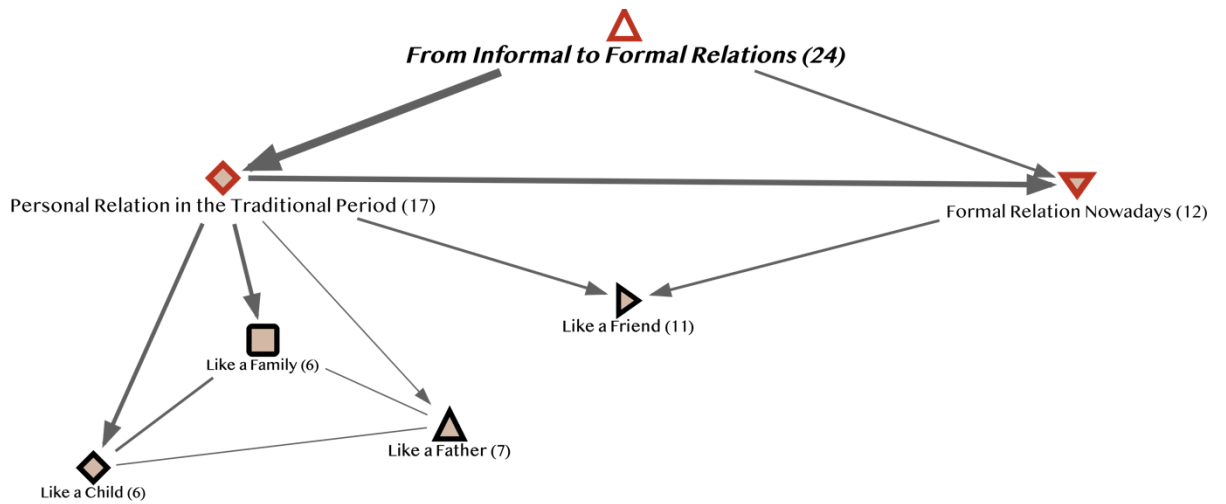 From Informal to Formal Relations (24)
Personal Relation in the Traditional Period (17)
Formal Relation Nowadays (12)
Like a Friend (11)
Like a Family (6)
Like a Father (7)
Like a Child (6)